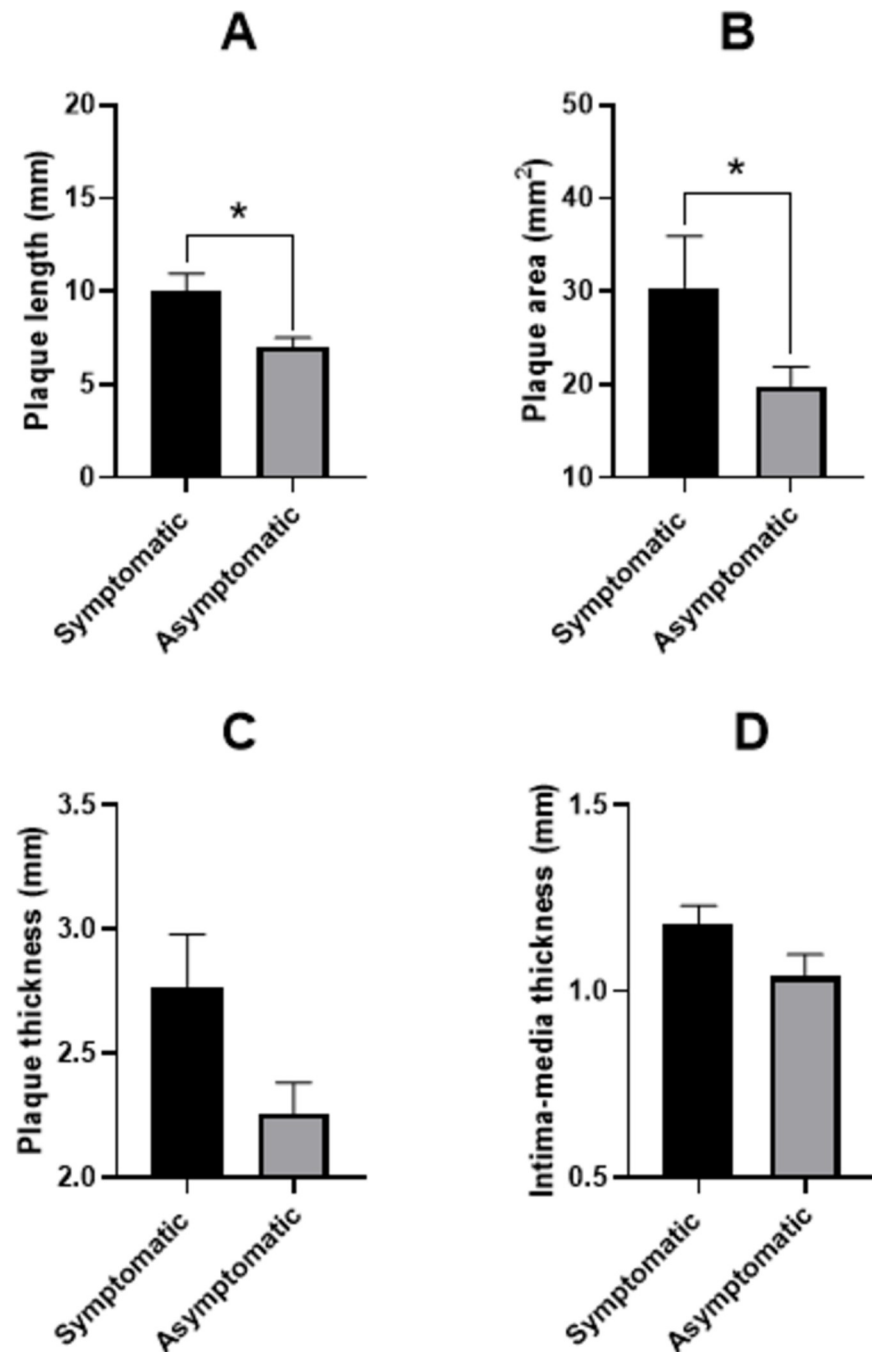 A
Plaque length (mm)
20
15
10
5
0
*
Symptomatic
Asymptomatic
B
Plaque area (mm²)
50
40
30
20
10
*
Symptomatic
Asymptomatic
C
Plaque thickness (mm)
3.5
3.0
2.5
2.0
Symptomatic
Asymptomatic
D
Intima-media thickness (mm)
1.5
1.0
0.5
Symptomatic
Asymptomatic